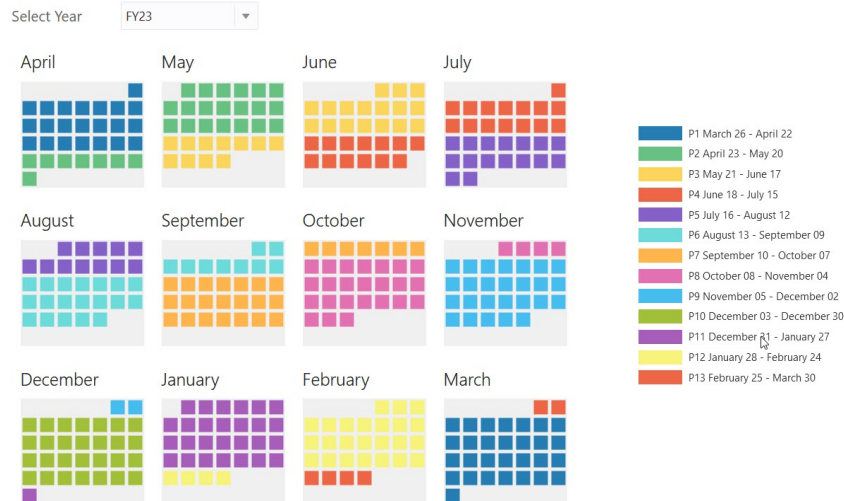 Select Year FY23
April May June July
August September October November
December January February March
P1 March 26 - April 22
P2 April 23 - May 20
P3 May 21 - June 17
P4 June 18 - July 15
P5 July 16 - August 12
P6 August 13 - September 09
P7 September 10 - October 07
P8 October 08 - November 04
P9 November 05 - December 02
P10 December 03 - December 30
P11 December 31 - January 27
P12 January 28 - February 24
P13 February 25 - March 30